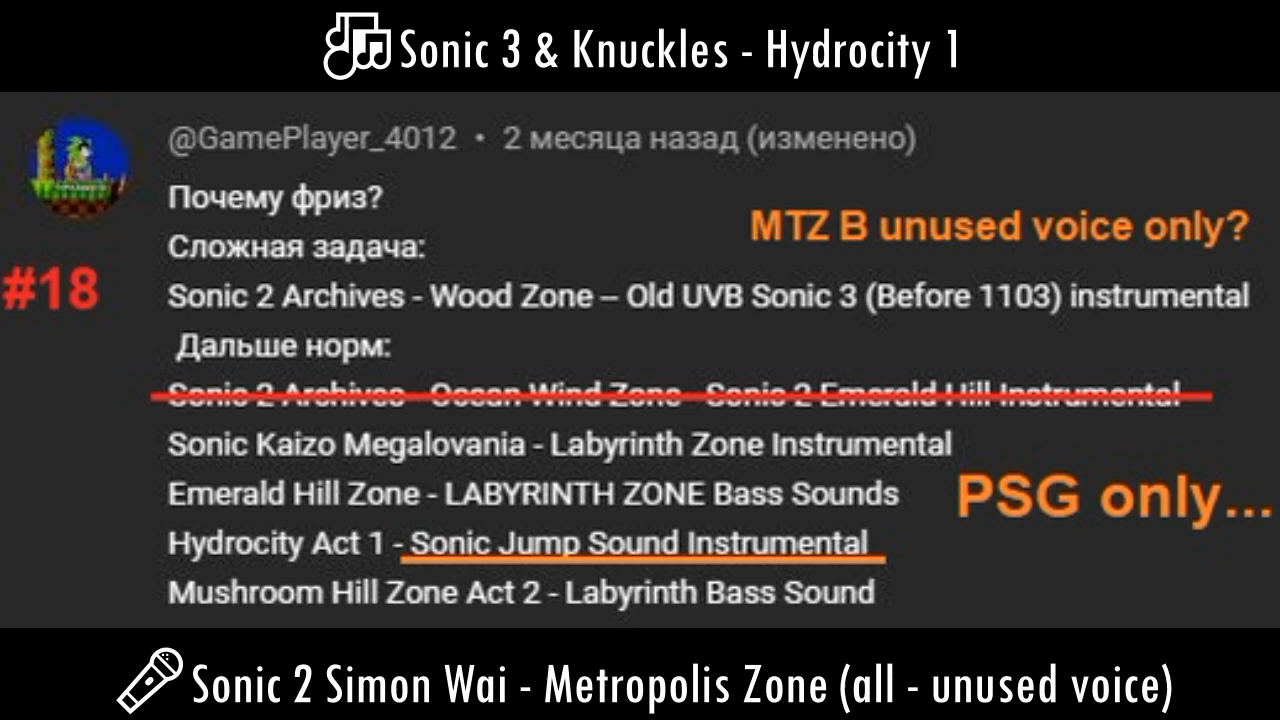 Sonic 3 & Knuckles - Hydrocity 1
@GamePlayer_4012 • 2 месяца назад (изменено)
Почему фриз?
MTZ B unused voice only?
Сложная задача:
#18
Sonic 2 Archives - Wood Zone – Old UVB Sonic 3 (Before 1103) instrumental
Дальше норм:
Sonic 2 Archives - Ocean Wind Zone - Sonic 2 Emerald Hill Instrumental
Sonic Kaizo Megalovania - Labyrinth Zone Instrumental
Emerald Hill Zone - LABYRINTH ZONE Bass Sounds
PSG only...
Hydrocity Act 1 - Sonic Jump Sound Instrumental
Mushroom Hill Zone Act 2 - Labyrinth Bass Sound
Sonic 2 Simon Wai - Metropolis Zone (all - unused voice)